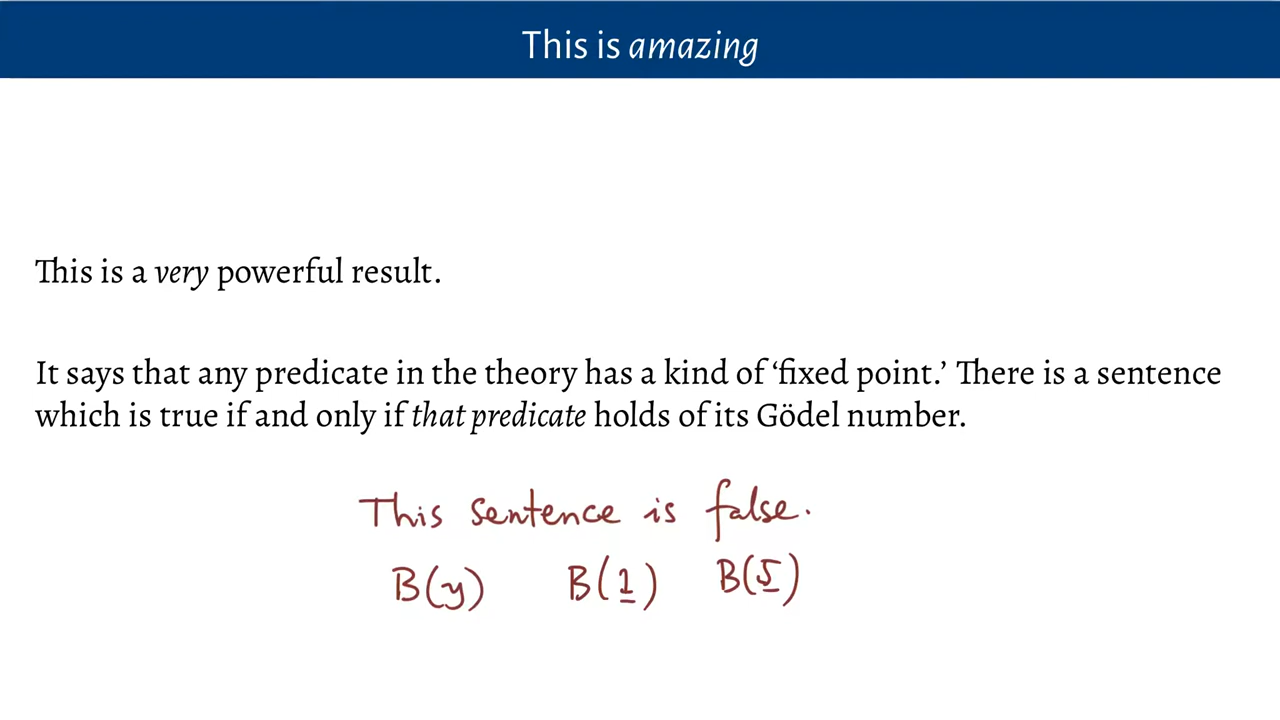 This is amazing
This is a very powerful result.
It says that any predicate in the theory has a kind of ‘fixed point.’ There is a sentence
which is true if and only if that predicate holds of its Gödel number.
This sentence is false.
B(y) B(1) B(5)